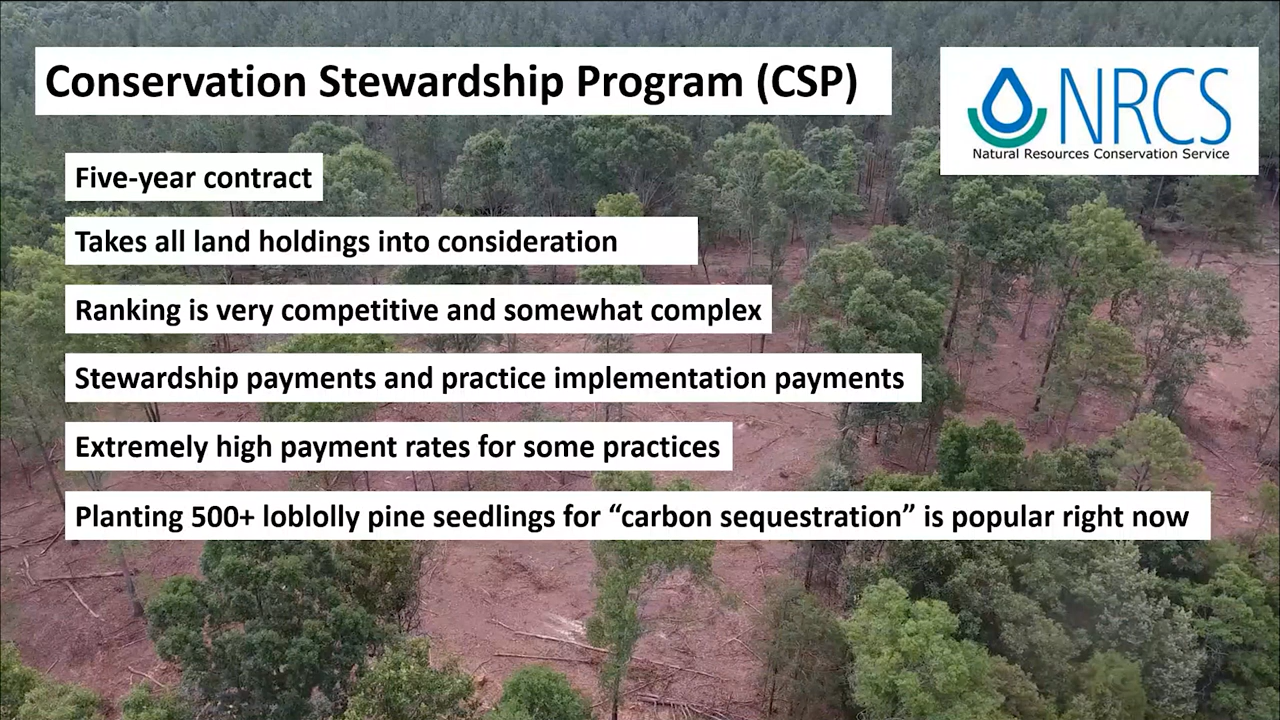 Conservation Stewardship Program (CSP)
NRCS
Natural Resources Conservation Service
Five-year contract
Takes all land holdings into consideration
Ranking is very competitive and somewhat complex
Stewardship payments and practice implementation payments
Extremely high payment rates for some practices
Planting 500+ loblolly pine seedlings for “carbon sequestration” is popular right now